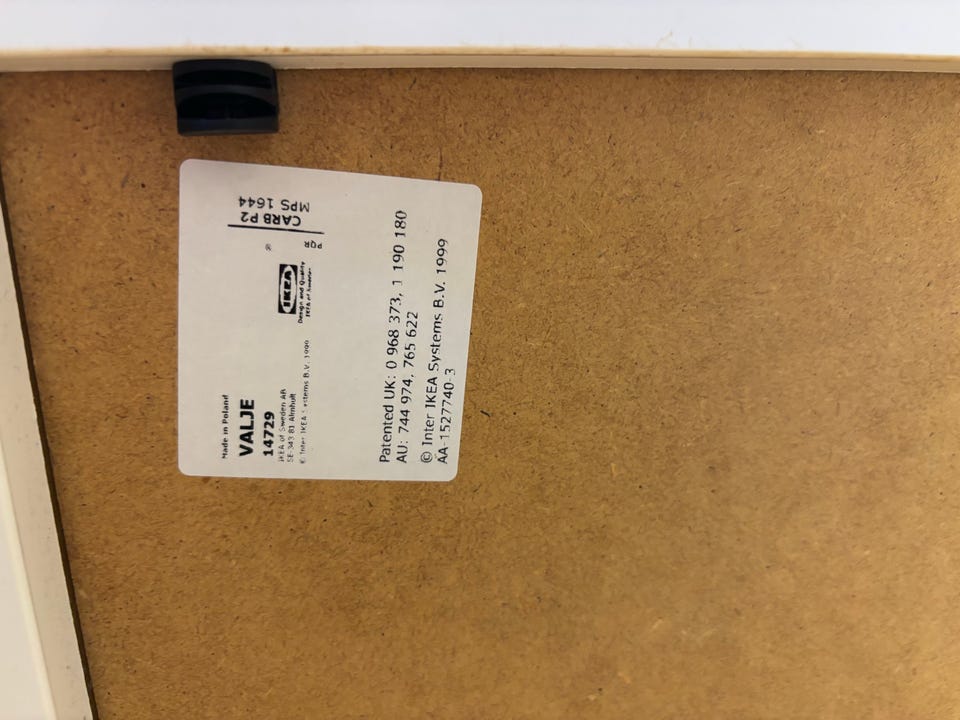 Made in Poland
VALJE
14729
IKEA of Sweden AB
SE-343 81 Älmhult
© Inter IKEA Systems B.V. 1999
®
IKEA
Design and Quality
IKEA of Sweden
PQR
CARB P2
MPS 1644
Patented UK: 0 968 373, 1 190 180
AU: 744 974, 765 622
© Inter IKEA Systems B.V. 1999
AA-1527740-3